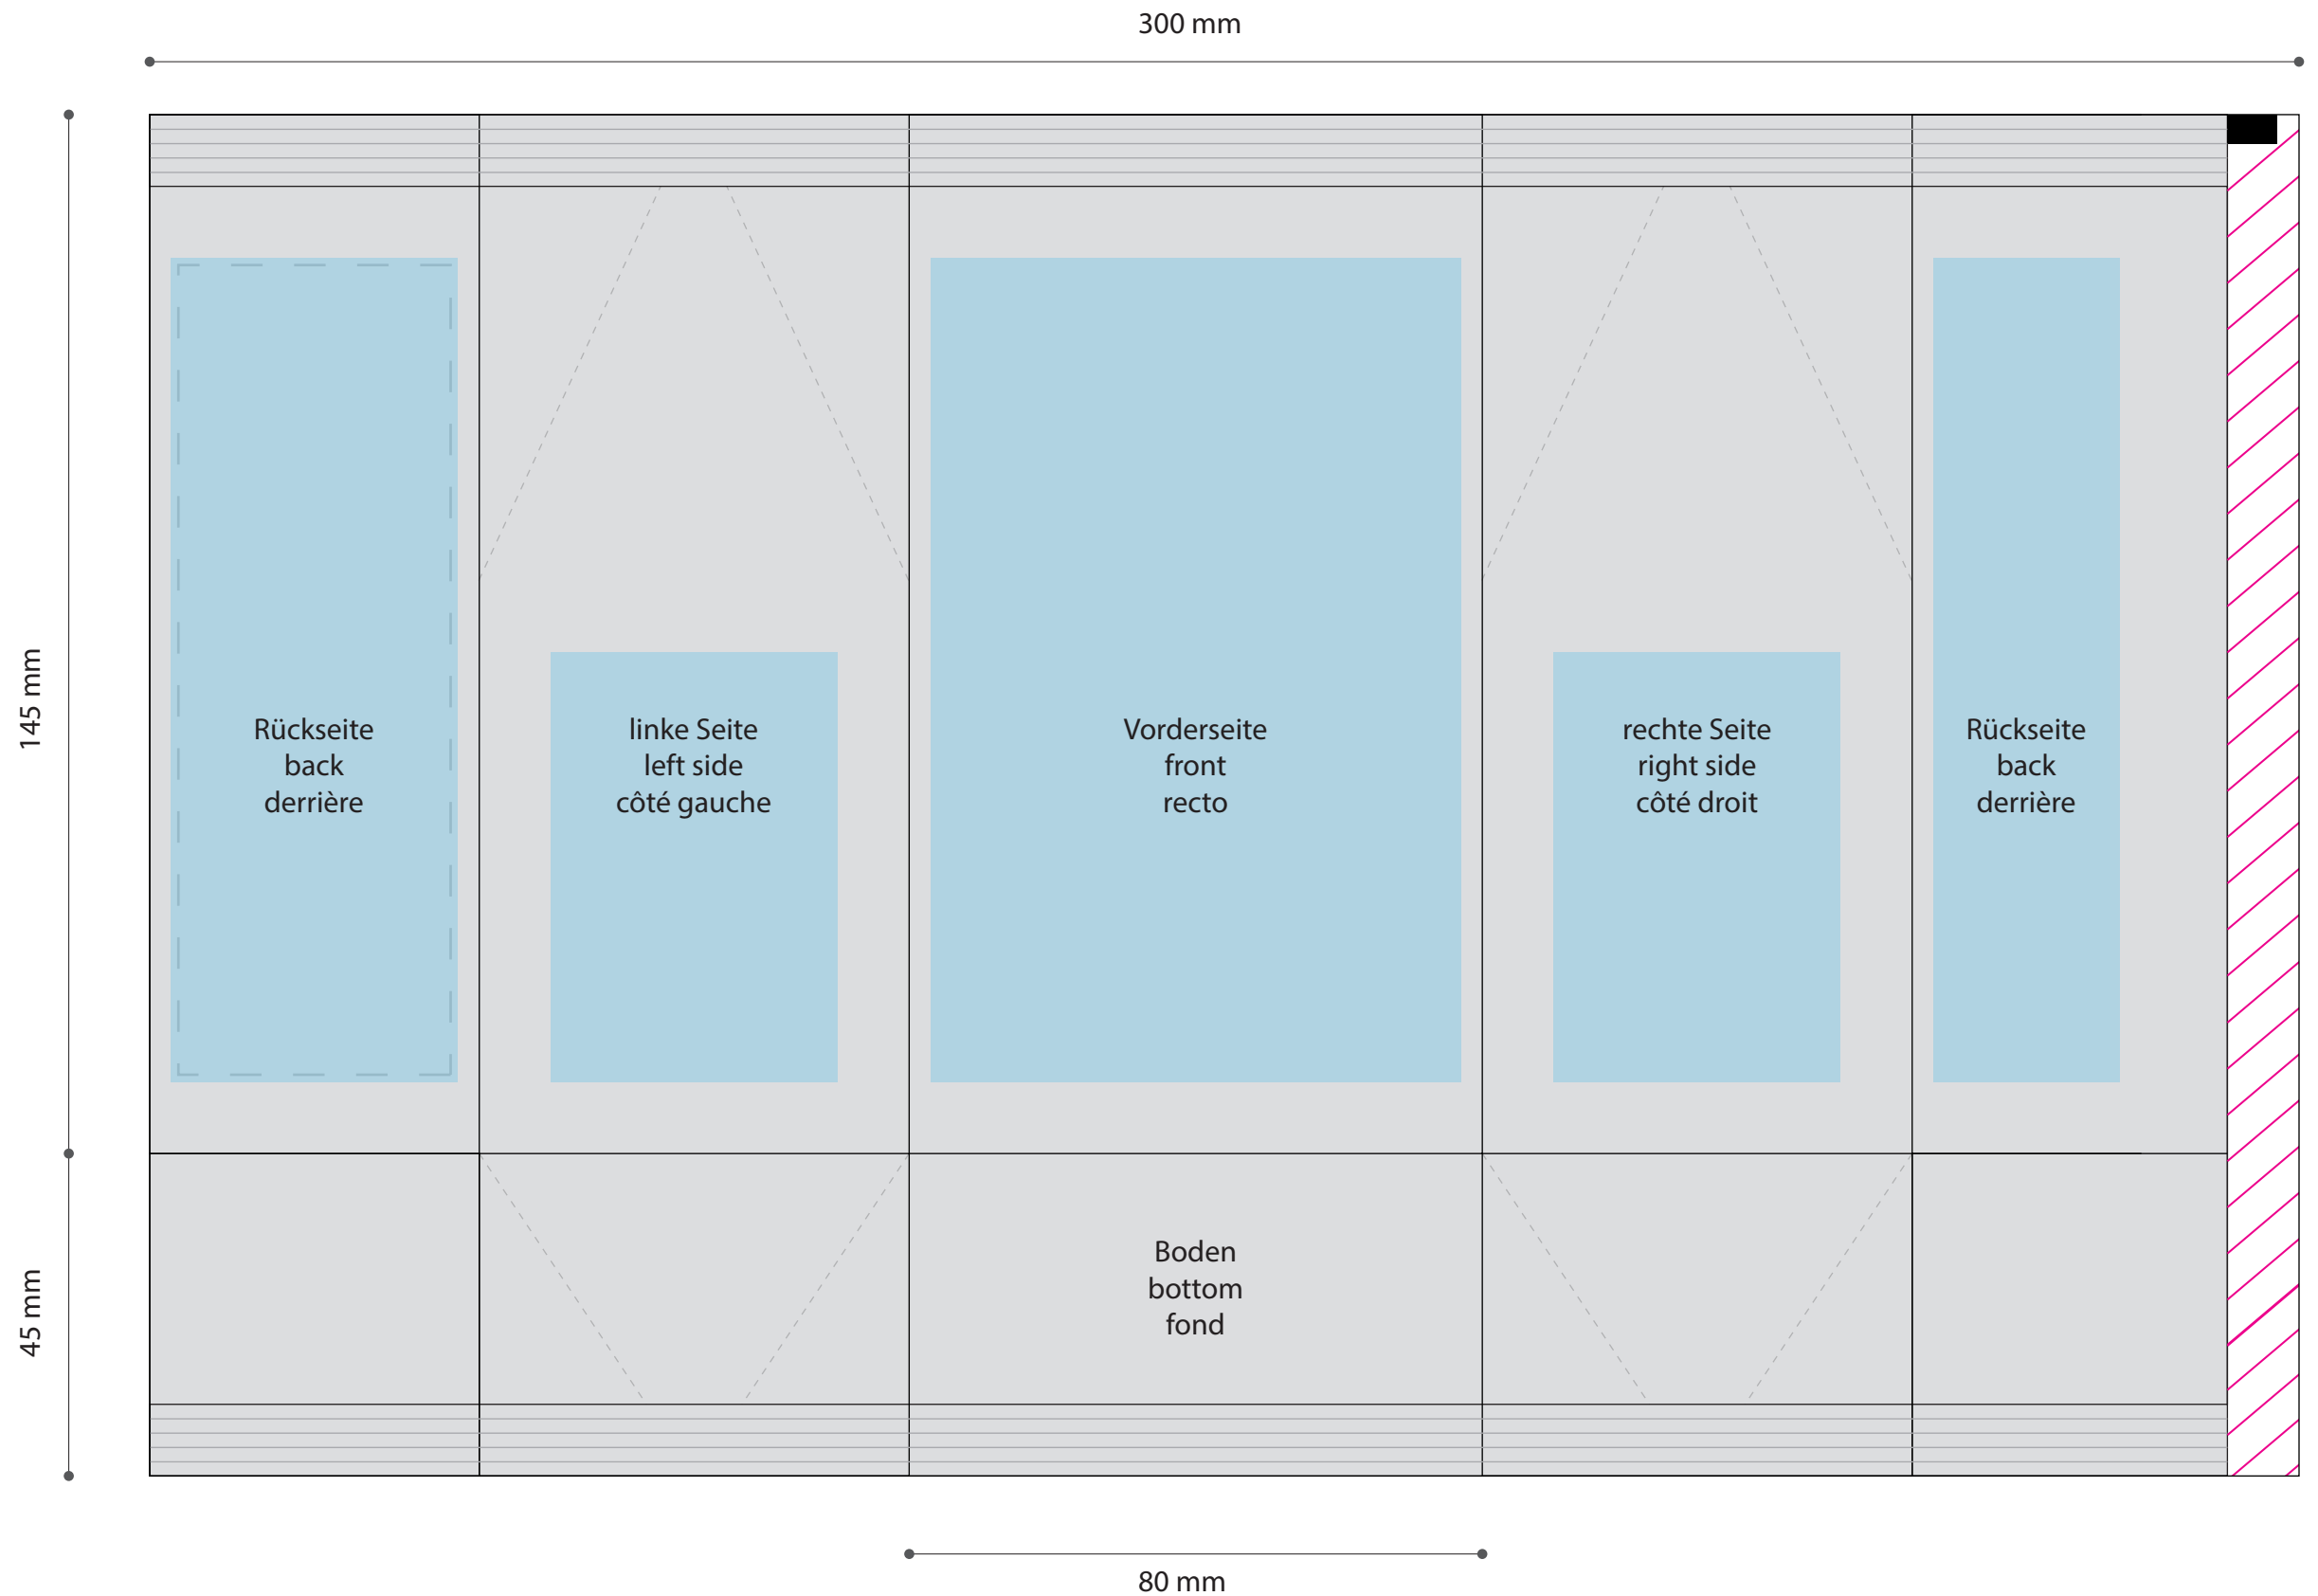 300 mm
145 mm
Rückseite
back
derrière
linke Seite
left side
côté gauche
Vorderseite
front
recto
rechte Seite
right side
côté droit
Rückseite
back
derrière
45 mm
Boden
bottom
fond
80 mm